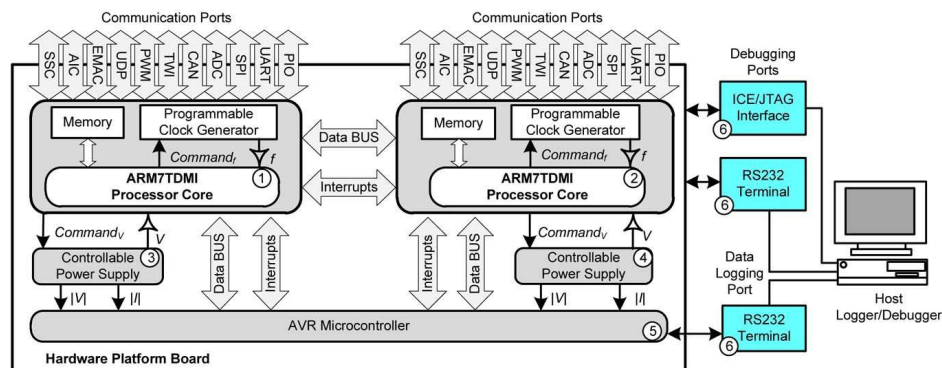 Communication Ports
Communication Ports
SSC
AIC
EMAC
UDP
PWM
TWI
CAN
ADC
SPI
UART
PIO
SSC
AIC
EMAC
UDP
PWM
TWI
CAN
ADC
SPI
UART
PIO
Debugging
Ports
Memory
Programmable
Clock Generator
Command_f
f
ARM7TDMI
Processor Core
1
Data BUS
Interrupts
Memory
Programmable
Clock Generator
Command_f
f
ARM7TDMI
Processor Core
2
ICE/JTAG
Interface
6
RS232
Terminal
6
Command_V
V
Controllable
Power Supply
3
|V|
|I|
Data BUS
Interrupts
Interrupts
Data BUS
Command_V
V
Controllable
Power Supply
4
|V|
|I|
Data
Logging
Port
RS232
Terminal
6
Host
Logger/Debugger
AVR Microcontroller
5
Hardware Platform Board